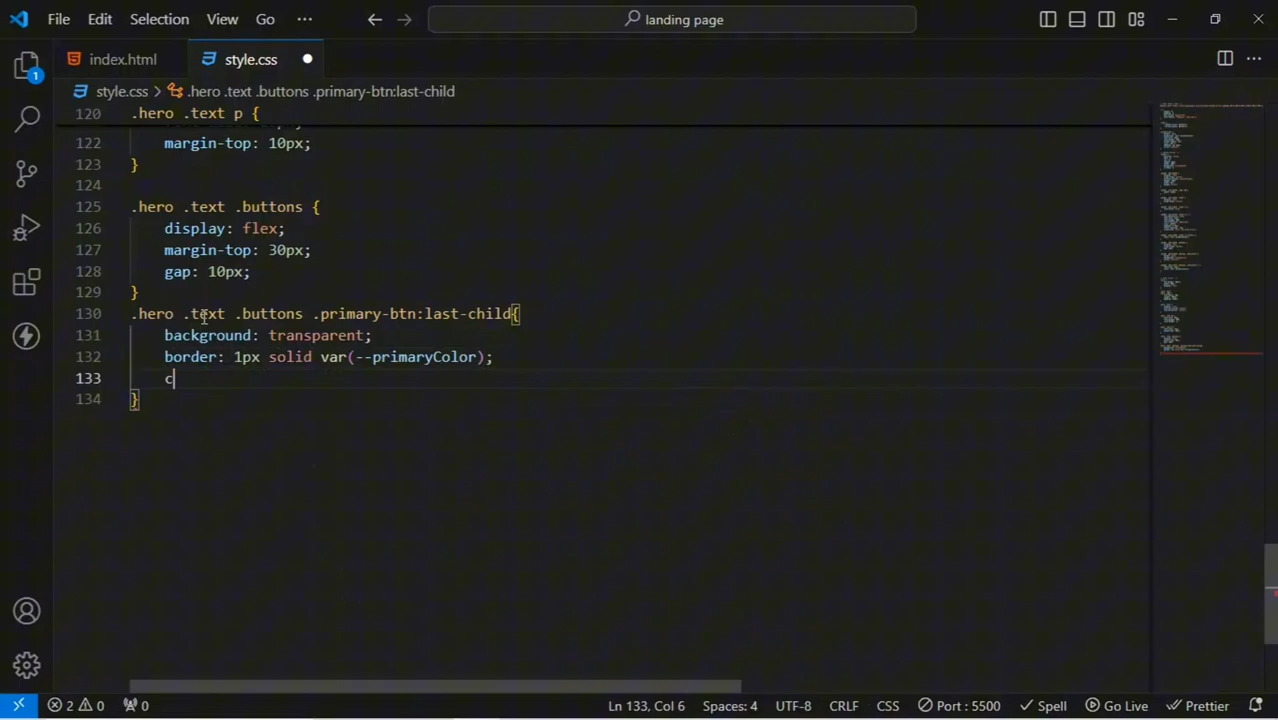 File Edit Selection View Go ··· landing page
index.html style.css
style.css > .hero .text .buttons .primary-btn:last-child
120 .hero .text p {
122 margin-top: 10px;
123 }
124
125 .hero .text .buttons {
126 display: flex;
127 margin-top: 30px;
128 gap: 10px;
129 }
130 .hero .text .buttons .primary-btn:last-child{
131 background: transparent;
132 border: 1px solid var(--primaryColor);
133 c
134 }
1
2 0 0 Ln 133, Col 6 Spaces: 4 UTF-8 CRLF CSS Port : 5500 Spell Go Live Prettier